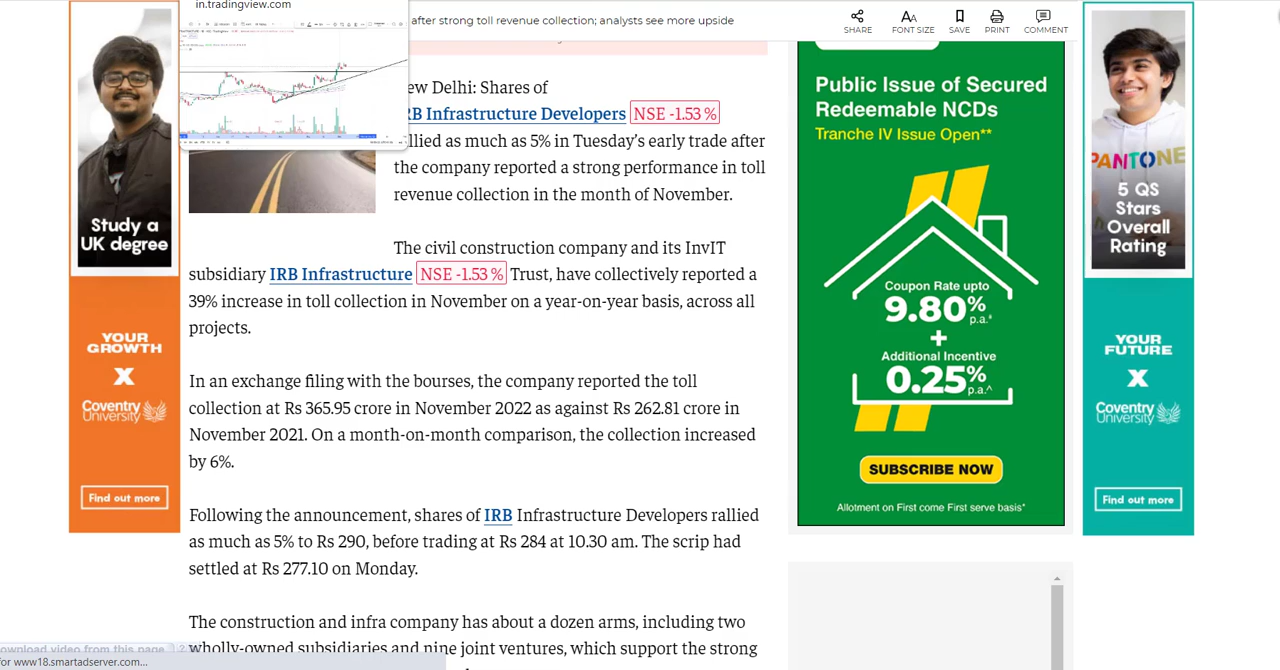 in.tradingview.com
after strong toll revenue collection; analysts see more upside
SHARE
FONT SIZE
SAVE
PRINT
COMMENT
ew Delhi: Shares of
RB Infrastructure Developers NSE -1.53 %
llied as much as 5% in Tuesday's early trade after
the company reported a strong performance in toll
revenue collection in the month of November.
The civil construction company and its InvIT
subsidiary IRB Infrastructure NSE -1.53 % Trust, have collectively reported a
39% increase in toll collection in November on a year-on-year basis, across all
projects.
In an exchange filing with the bourses, the company reported the toll
collection at Rs 365.95 crore in November 2022 as against Rs 262.81 crore in
November 2021. On a month-on-month comparison, the collection increased
by 6%.
Following the announcement, shares of IRB Infrastructure Developers rallied
as much as 5% to Rs 290, before trading at Rs 284 at 10.30 am. The scrip had
settled at Rs 277.10 on Monday.
The construction and infra company has about a dozen arms, including two
wholly-owned subsidiaries and nine joint ventures, which support the strong
ownload video from this page
for www18.smartadserver.com...
Study a
UK degree
YOUR
GROWTH
X
Coventry
University
Find out more
Public Issue of Secured
Redeemable NCDs
Tranche IV Issue Open**
Coupon Rate upto
9.80% p.a.#
+
Additional Incentive
0.25% p.a.^
SUBSCRIBE NOW
Allotment on First come First serve basis*
PANTONE
5 QS
Stars
Overall
Rating
YOUR
FUTURE
X
Coventry
University
Find out more